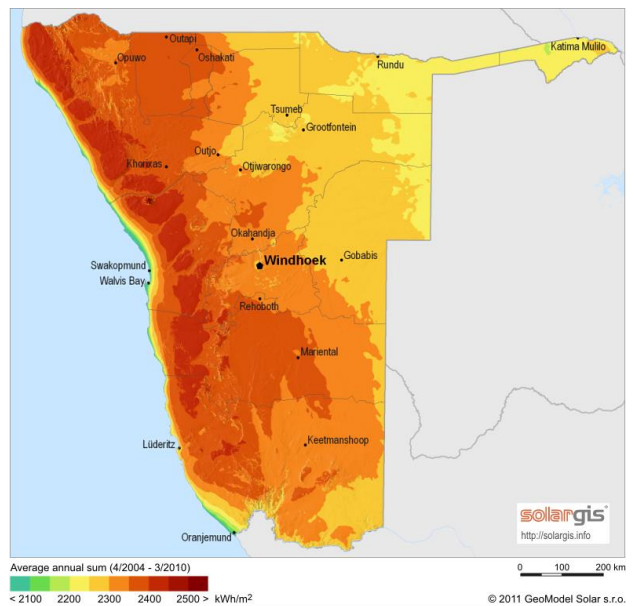 Outapi
Opuwo
Oshakati
Katima Mulilo
Rundu
Tsumeb
Grootfontein
Outjo
Khorixas
Otjiwarongo
Okahandja
Windhoek
Gobabis
Swakopmund
Walvis Bay
Rehoboth
Mariental
Lüderitz
Keetmanshoop
Oranjemund
solargis
http://solargis.info
Average annual sum (4/2004 - 3/2010)
0 100 200 km
< 2100 2200 2300 2400 2500 > kWh/m²
© 2011 GeoModel Solar s.r.o.